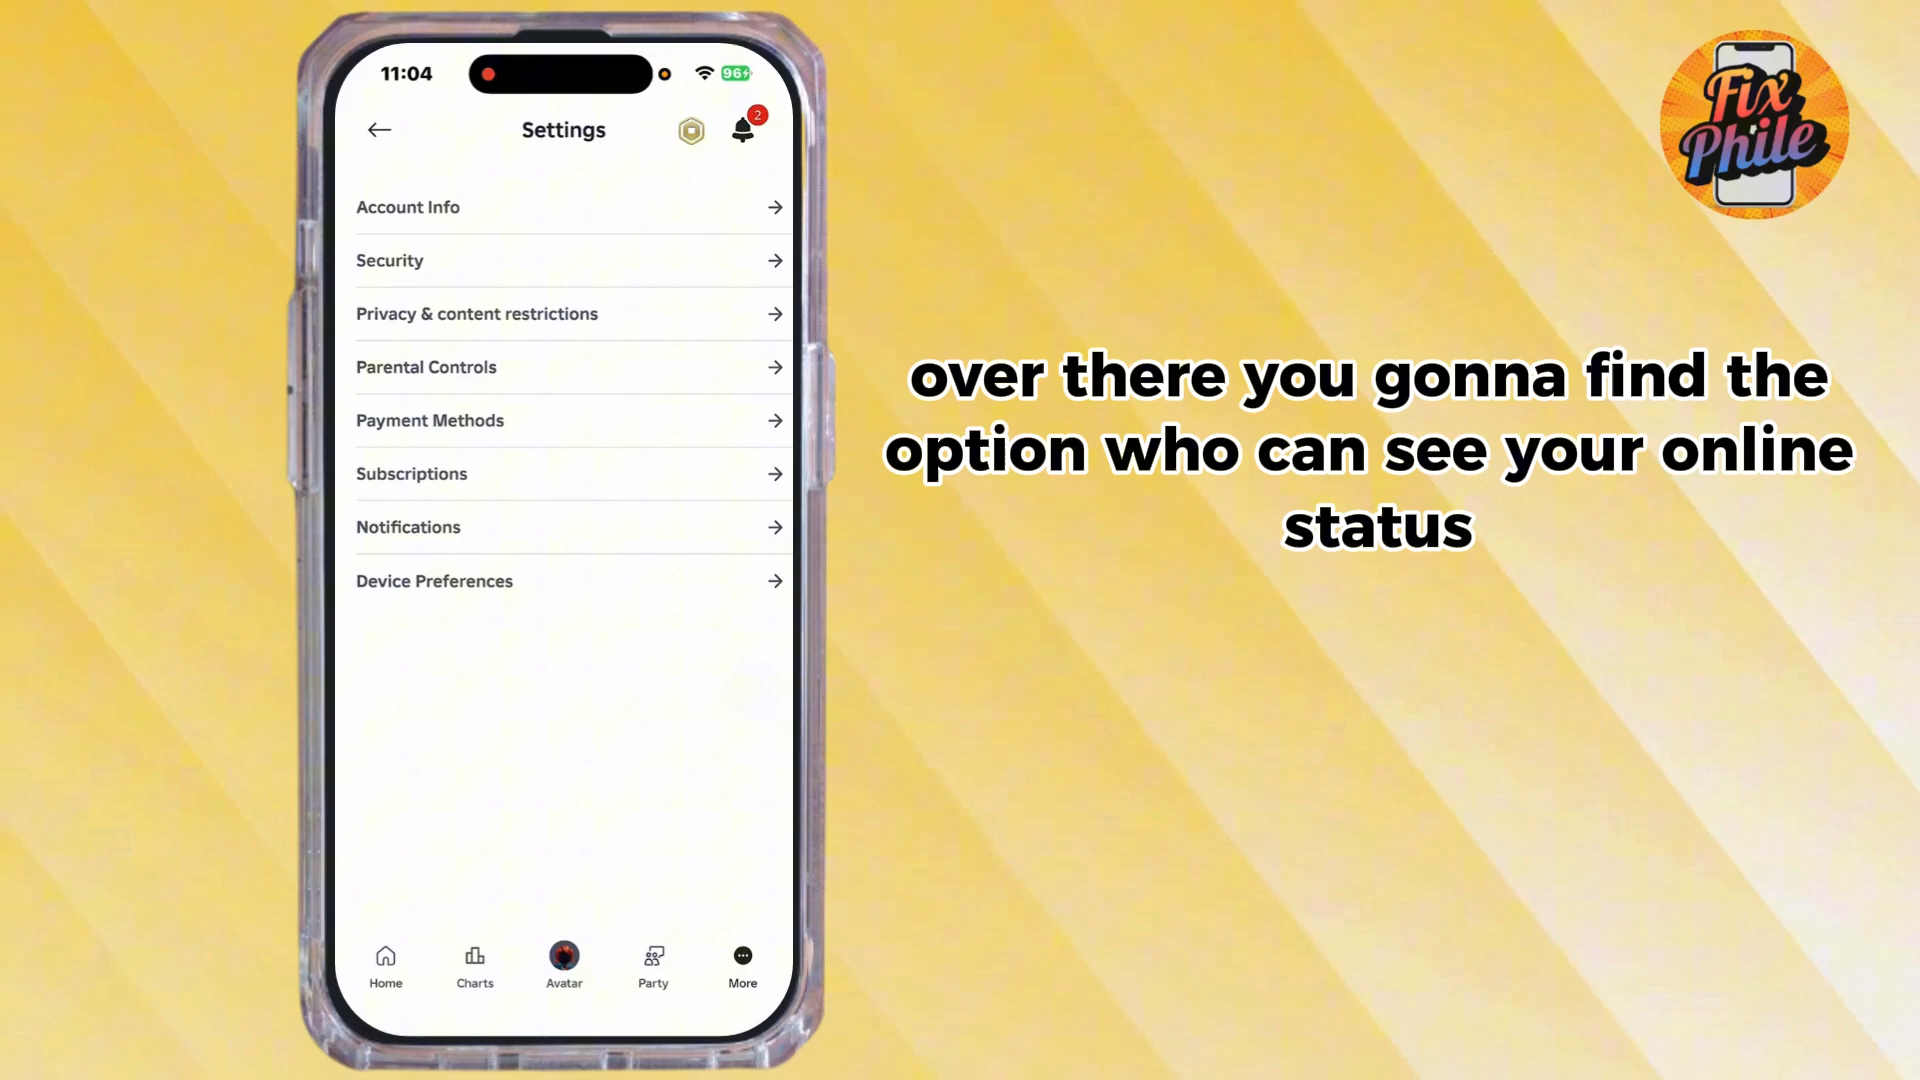 11:04
96
Settings
2
Account Info
Security
Privacy & content restrictions
Parental Controls
Payment Methods
Subscriptions
Notifications
Device Preferences
Home
Charts
Avatar
Party
More
over there you gonna find the
option who can see your online
status
Fix
Phile